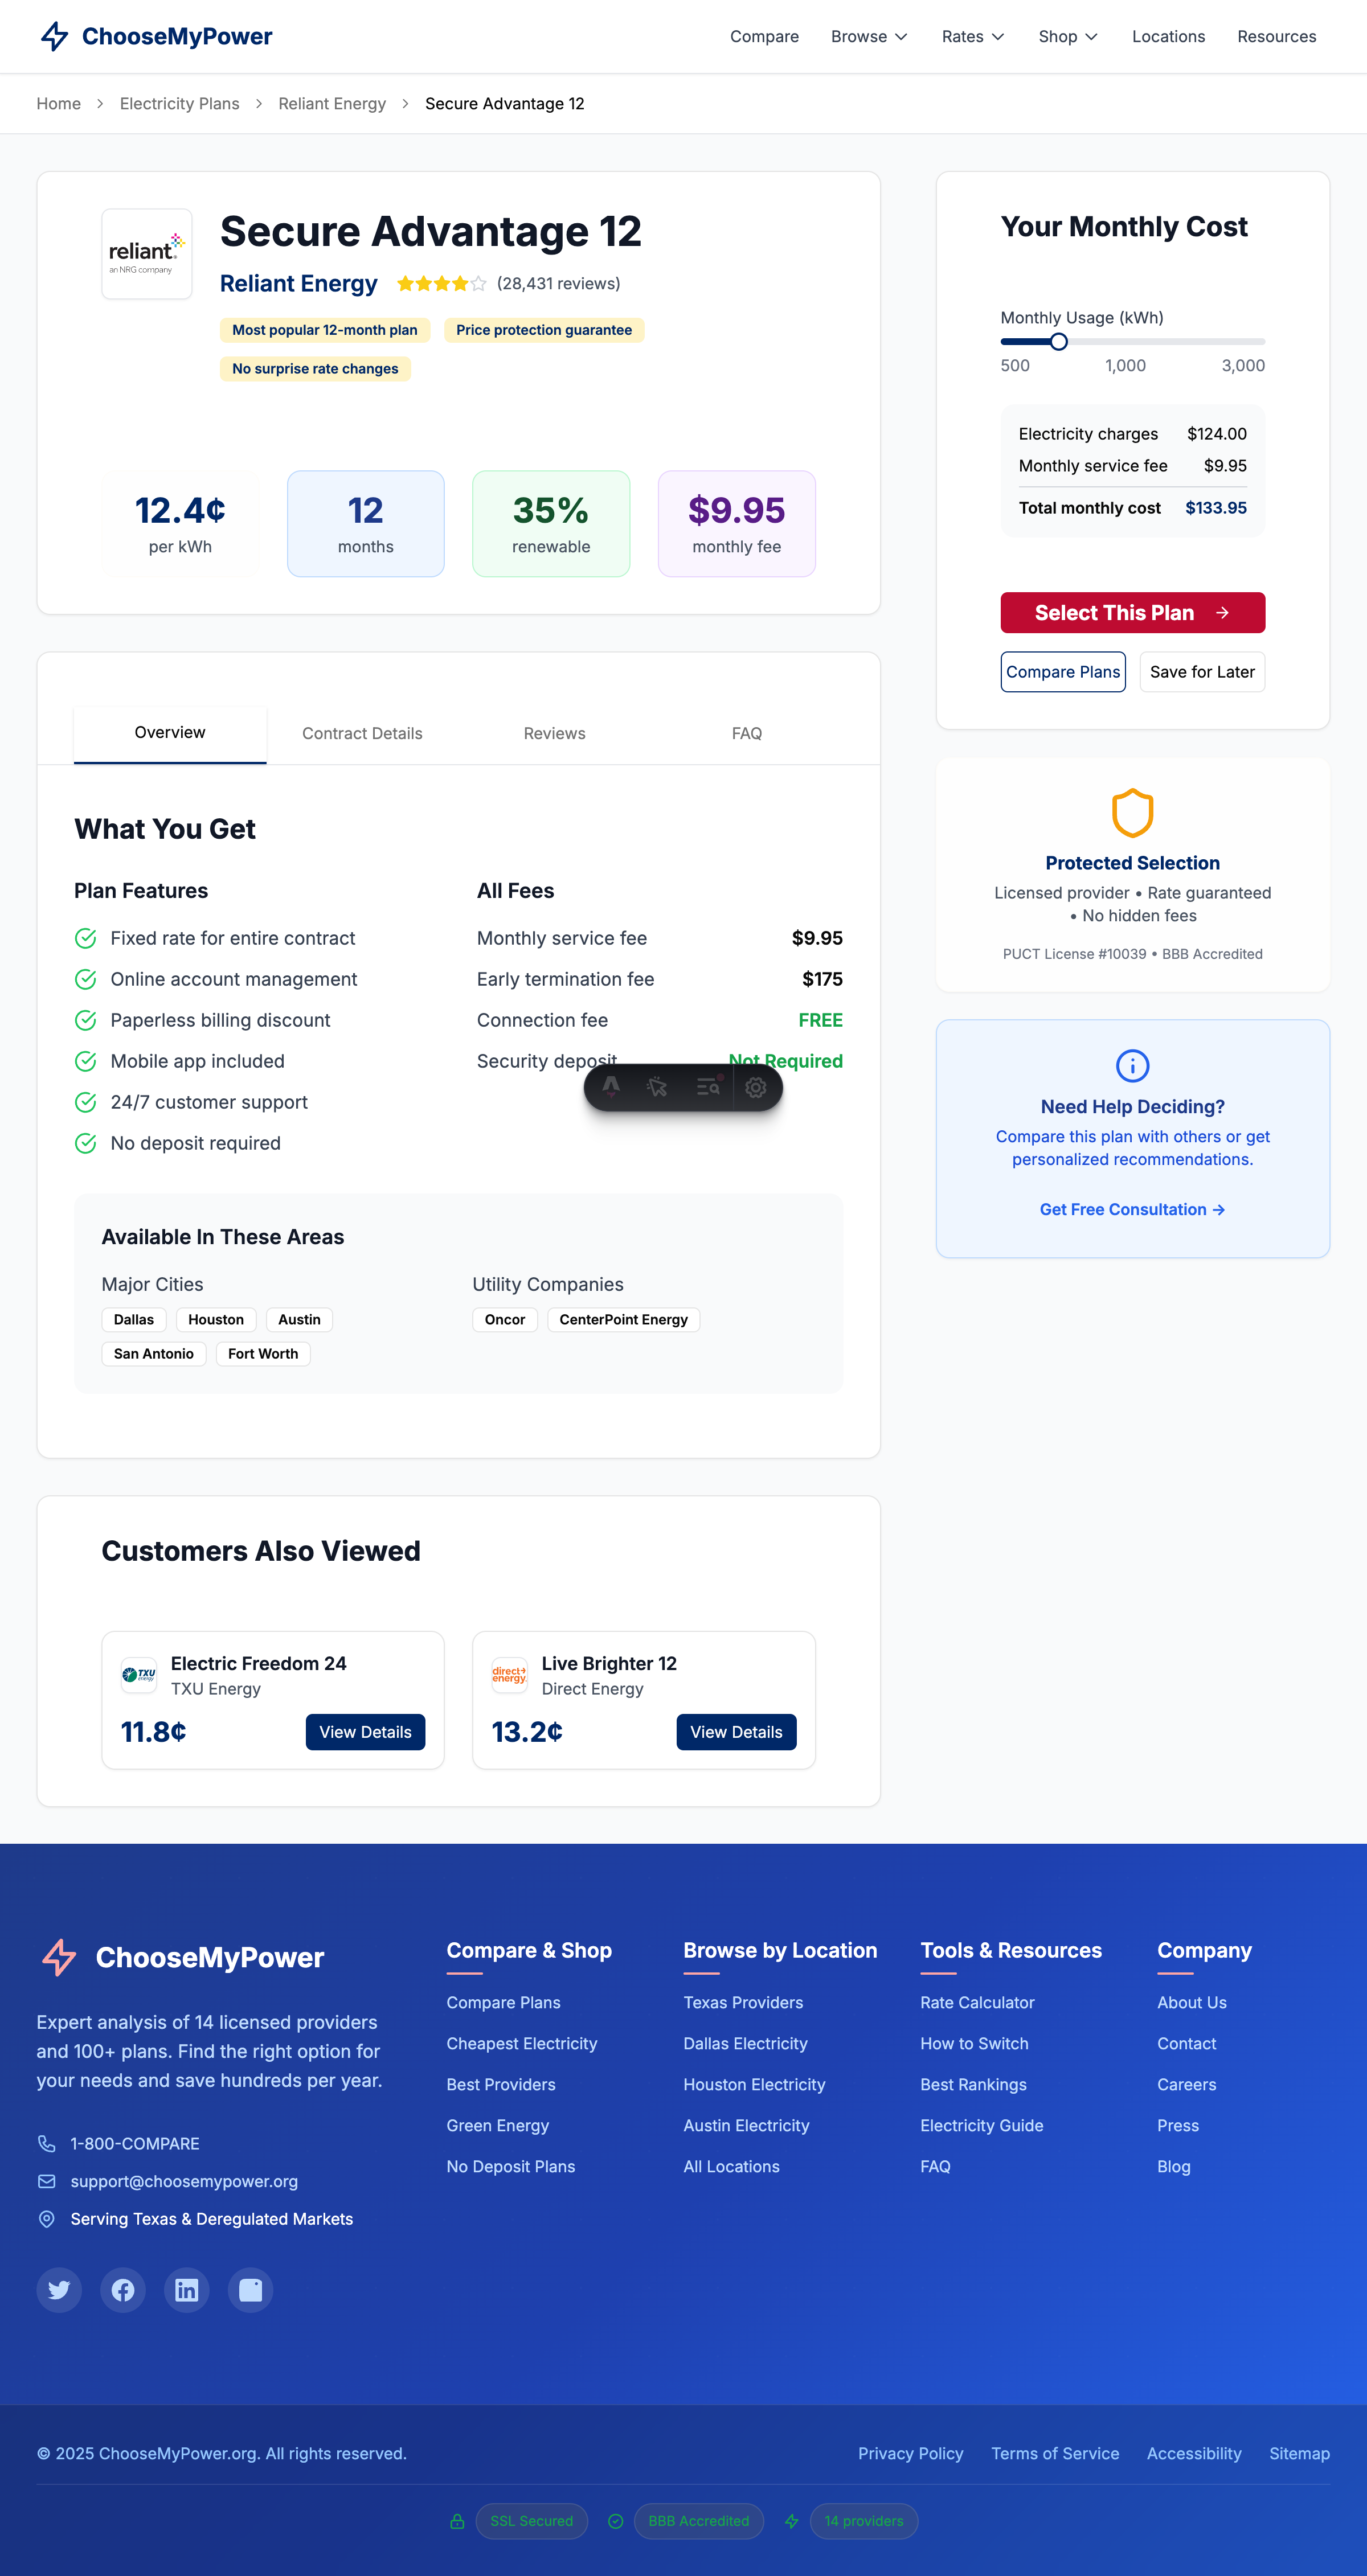 ChooseMyPower
Compare
Browse
Rates
Shop
Locations
Resources
Home
Electricity Plans
Reliant Energy
Secure Advantage 12
reliant
an NRG company
Secure Advantage 12
Reliant Energy
(28,431 reviews)
Most popular 12-month plan
Price protection guarantee
No surprise rate changes
12.4¢
per kWh
12
months
35%
renewable
$9.95
monthly fee
Your Monthly Cost
Monthly Usage (kWh)
500 1,000 3,000
Electricity charges $124.00
Monthly service fee $9.95
Total monthly cost $133.95
Select This Plan →
Compare Plans
Save for Later
Protected Selection
Licensed provider • Rate guaranteed
• No hidden fees
PUCT License #10039 • BBB Accredited
Need Help Deciding?
Compare this plan with others or get
personalized recommendations.
Get Free Consultation →
Overview
Contract Details
Reviews
FAQ
What You Get
Plan Features
Fixed rate for entire contract
Online account management
Paperless billing discount
Mobile app included
24/7 customer support
No deposit required
All Fees
Monthly service fee $9.95
Early termination fee $175
Connection fee FREE
Security deposit Not Required
Available In These Areas
Major Cities
Dallas Houston Austin
San Antonio Fort Worth
Utility Companies
Oncor CenterPoint Energy
Customers Also Viewed
TXU
energy
Electric Freedom 24
TXU Energy
11.8¢
View Details
direct
energy
Live Brighter 12
Direct Energy
13.2¢
View Details
ChooseMyPower
Expert analysis of 14 licensed providers
and 100+ plans. Find the right option for
your needs and save hundreds per year.
1-800-COMPARE
support@choosemypower.org
Serving Texas & Deregulated Markets
Compare & Shop
Compare Plans
Cheapest Electricity
Best Providers
Green Energy
No Deposit Plans
Browse by Location
Texas Providers
Dallas Electricity
Houston Electricity
Austin Electricity
All Locations
Tools & Resources
Rate Calculator
How to Switch
Best Rankings
Electricity Guide
FAQ
Company
About Us
Contact
Careers
Press
Blog
© 2025 ChooseMyPower.org. All rights reserved.
Privacy Policy
Terms of Service
Accessibility
Sitemap
SSL Secured
BBB Accredited
14 providers